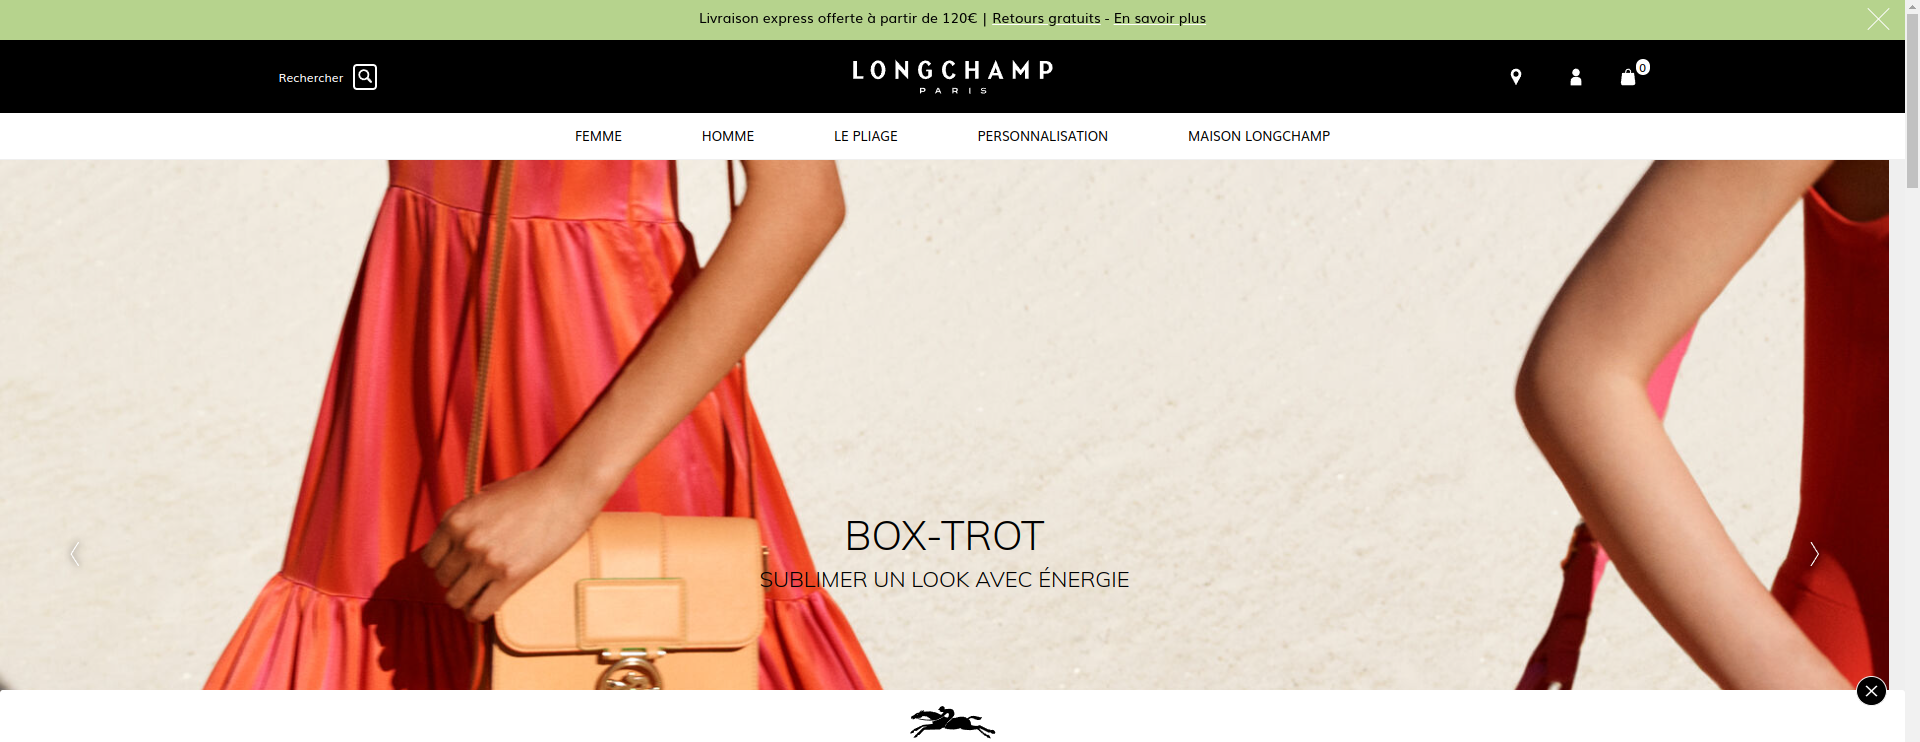 Livraison express offerte à partir de 120€ | Retours gratuits - En savoir plus
Rechercher
LONGCHAMP
PARIS
0
FEMME HOMME LE PLIAGE PERSONNALISATION MAISON LONGCHAMP
BOX-TROT
SUBLIMER UN LOOK AVEC ÉNERGIE